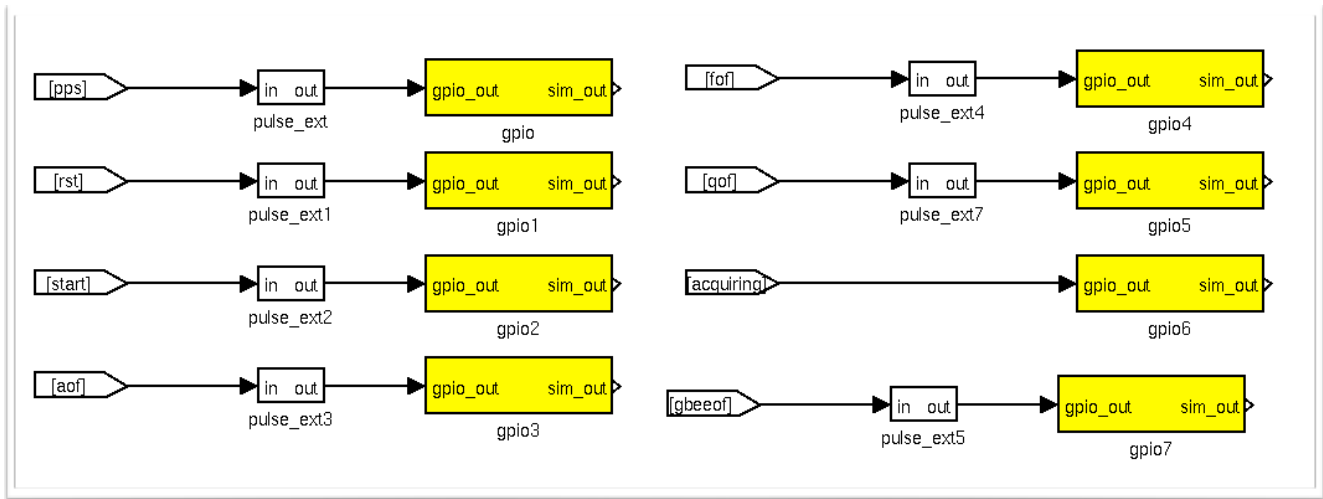 [pps] in out gpio_out sim_out
pulse_ext gpio
[rst] in out gpio_out sim_out
pulse_ext1 gpio1
[start] in out gpio_out sim_out
pulse_ext2 gpio2
[aof] in out gpio_out sim_out
pulse_ext3 gpio3
[fof] in out gpio_out sim_out
pulse_ext4 gpio4
[qof] in out gpio_out sim_out
pulse_ext7 gpio5
[acquiring] gpio_out sim_out
gpio6
[gbeeof] in out gpio_out sim_out
pulse_ext5 gpio7